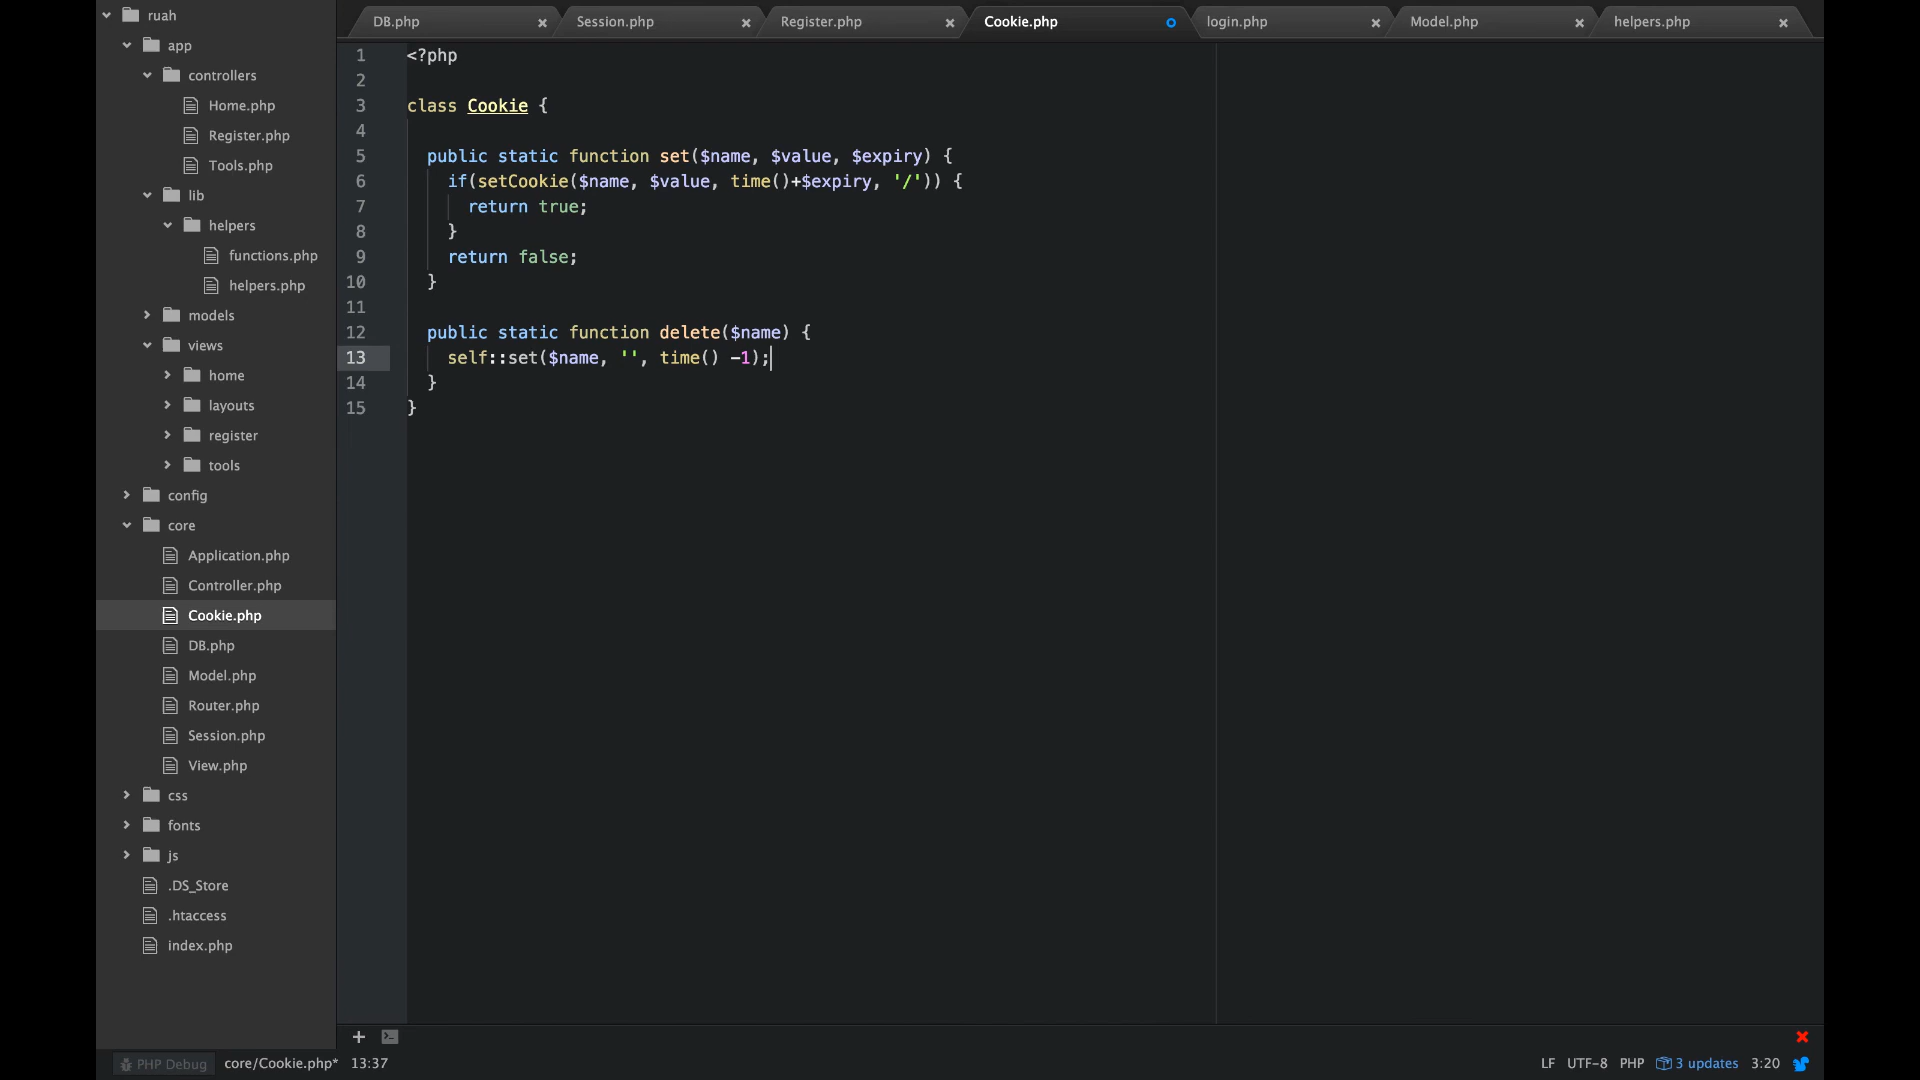 ruah
app
controllers
Home.php
Register.php
Tools.php
lib
helpers
functions.php
helpers.php
models
views
home
layouts
register
tools
config
core
Application.php
Controller.php
Cookie.php
DB.php
Model.php
Router.php
Session.php
View.php
css
fonts
js
.DS_Store
.htaccess
index.php
DB.php Session.php Register.php Cookie.php login.php Model.php helpers.php
1 <?php
2
3 class Cookie {
4
5 public static function set($name, $value, $expiry) {
6 if(setCookie($name, $value, time()+$expiry, '/')) {
7 return true;
8 }
9 return false;
10 }
11
12 public static function delete($name) {
13 self::set($name, '', time() -1);
14 }
15 }
PHP Debug core/Cookie.php* 13:37 LF UTF-8 PHP 3 updates 3:20